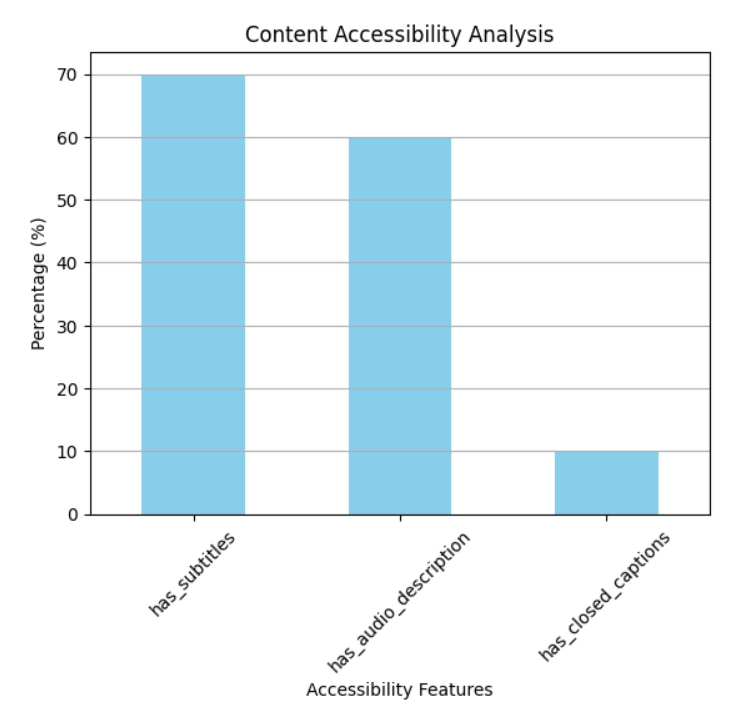 Content Accessibility Analysis
Percentage (%)
70
60
50
40
30
20
10
0
has_subtitles
has_audio_description
has_closed_captions
Accessibility Features